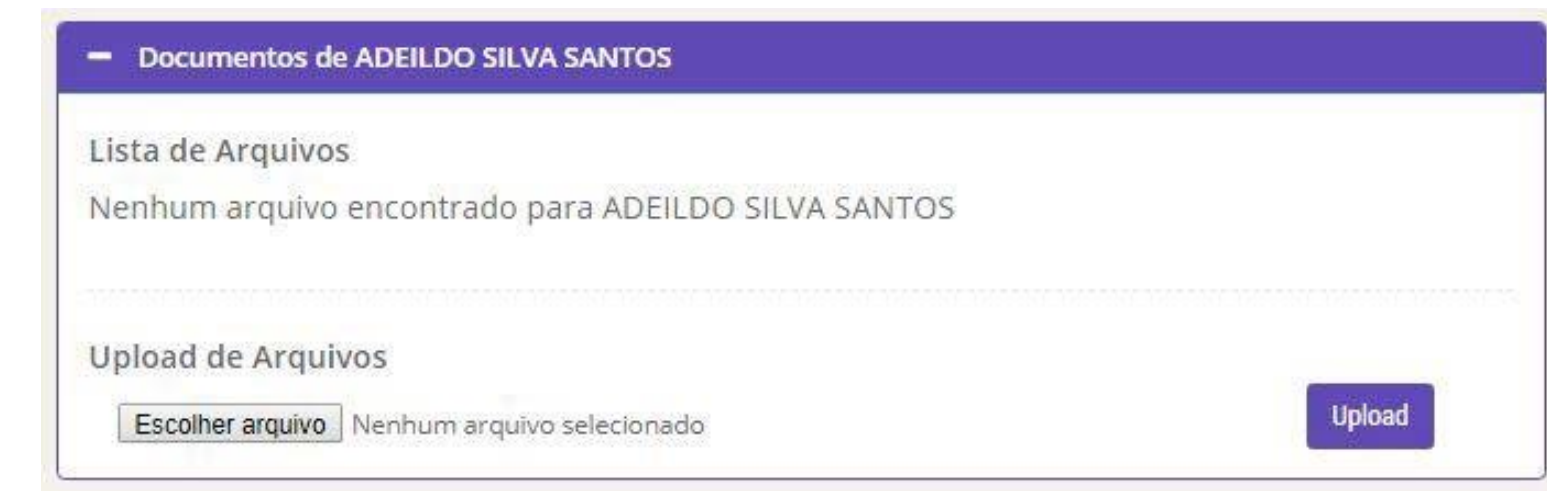 Documentos de ADEILDO SILVA SANTOS
Lista de Arquivos
Nenhum arquivo encontrado para ADEILDO SILVA SANTOS
Upload de Arquivos
Escolher arquivo Nenhum arquivo selecionado
Upload